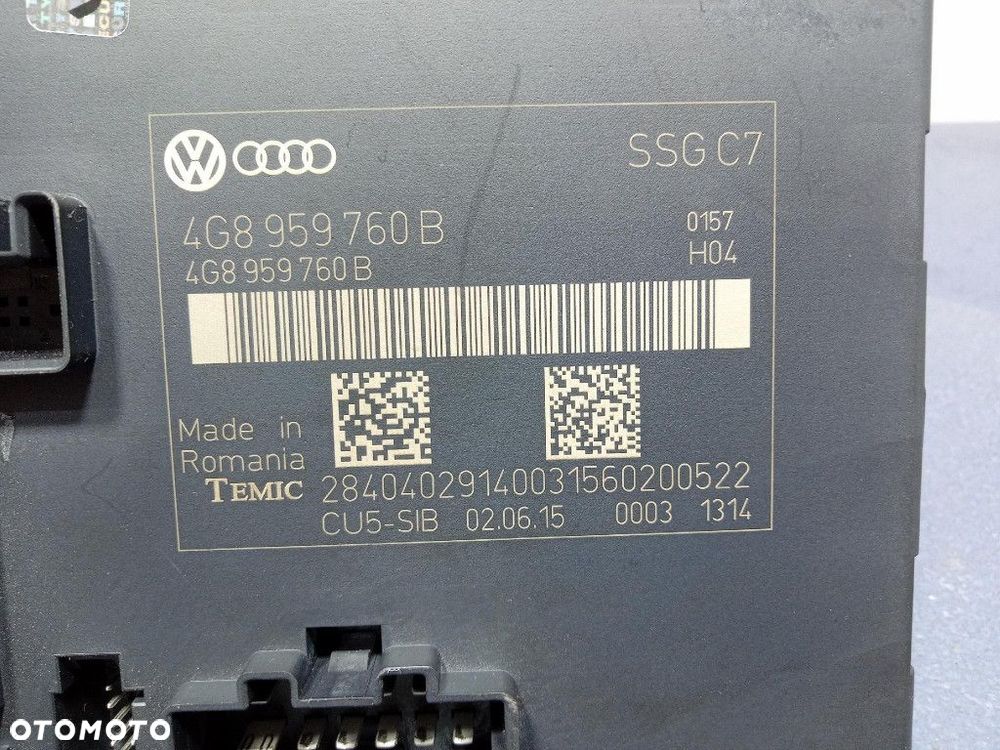 SSG C7
4G8 959 760 B
0157
4G8 959 760 B
H04
Made in
Romania
TEMIC 28404029140031560200522
CU5-SIB 02.06.15 0003 1314
OTOMOTO